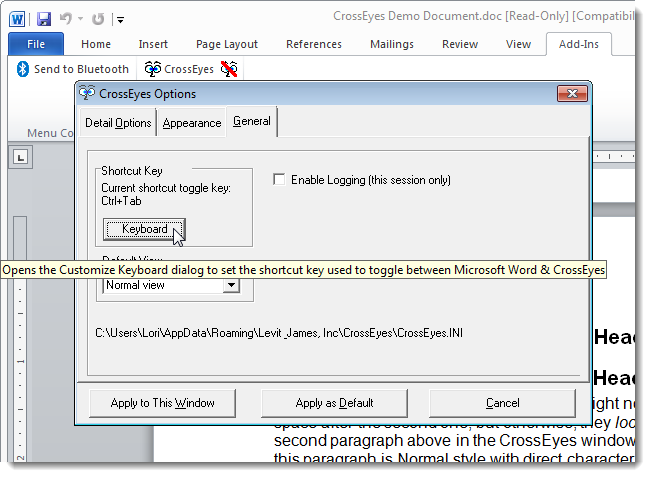 CrossEyes Demo Document.doc [Read-Only] [Compatibil
File Home Insert Page Layout References Mailings Review View Add-Ins
Send to Bluetooth CrossEyes
Menu Co
CrossEyes Options
Detail Options Appearance General
Shortcut Key
Current shortcut toggle key:
Ctrl+Tab
Keyboard
Enable Logging (this session only)
Default View
Opens the Customize Keyboard dialog to set the shortcut key used to toggle between Microsoft Word & CrossEyes
Normal view
C:\Users\Lori\AppData\Roaming\Levit_James, Inc\CrossEyes\CrossEyes.INI
Apply to This Window Apply as Default Cancel
Head
Head
ight no
space after the second one, but otherwise, they loo
second paragraph above in the CrossEyes window
this paragraph is Normal style with direct character
1
1
2